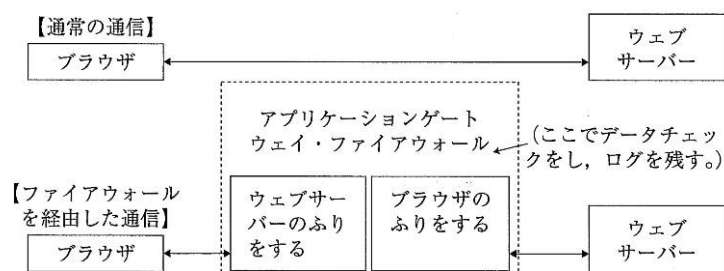 【通常の通信】
ブラウザ
ウェブ
サーバー
アプリケーションゲート
ウェイ・ファイアウォール
(ここでデータチェッ
クをし，ログを残す。)
【ファイアウォール
を経由した通信】
ブラウザ
ウェブサー
バーのふり
をする
ブラウザの
ふりをする
ウェブ
サーバー